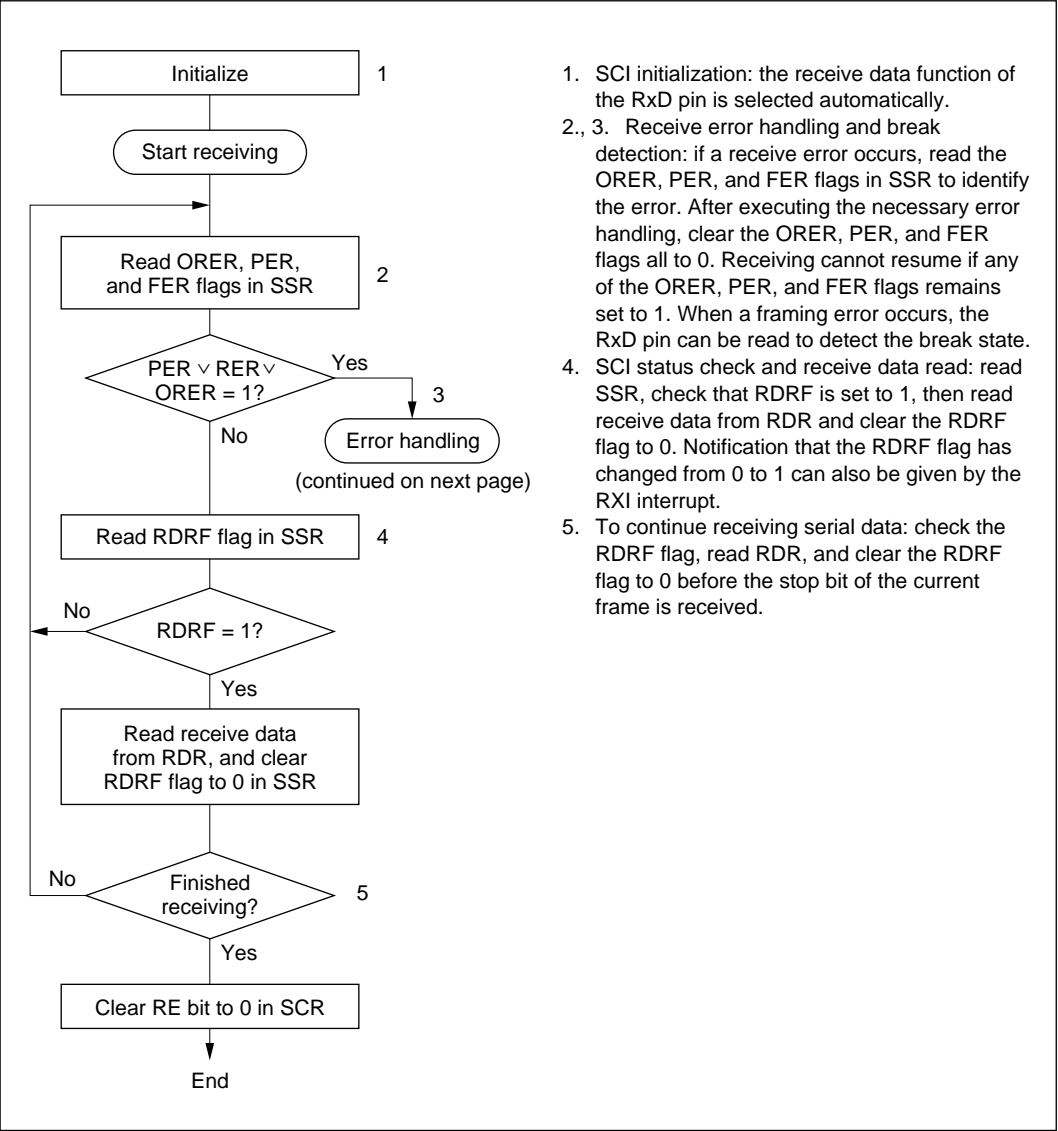 Initialize
1
Start receiving
Read ORER, PER,
and FER flags in SSR
2
PER ∨ RER ∨
ORER = 1?
Yes
3
No
Error handling
(continued on next page)
Read RDRF flag in SSR
4
No
RDRF = 1?
Yes
Read receive data
from RDR, and clear
RDRF flag to 0 in SSR
No
Finished
receiving?
5
Yes
Clear RE bit to 0 in SCR
End
1. SCI initialization: the receive data function of
the RxD pin is selected automatically.
2., 3. Receive error handling and break
detection: if a receive error occurs, read the
ORER, PER, and FER flags in SSR to identify
the error. After executing the necessary error
handling, clear the ORER, PER, and FER
flags all to 0. Receiving cannot resume if any
of the ORER, PER, and FER flags remains
set to 1. When a framing error occurs, the
RxD pin can be read to detect the break state.
4. SCI status check and receive data read: read
SSR, check that RDRF is set to 1, then read
receive data from RDR and clear the RDRF
flag to 0. Notification that the RDRF flag has
changed from 0 to 1 can also be given by the
RXI interrupt.
5. To continue receiving serial data: check the
RDRF flag, read RDR, and clear the RDRF
flag to 0 before the stop bit of the current
frame is received.